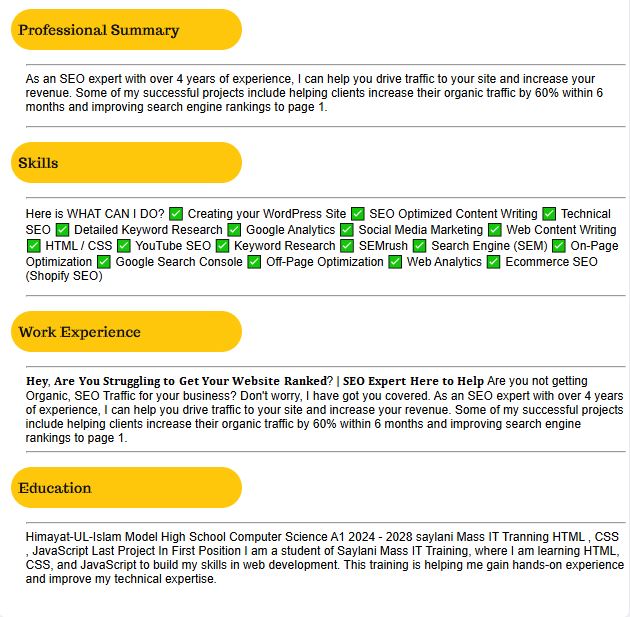 Professional Summary
As an SEO expert with over 4 years of experience, I can help you drive traffic to your site and increase your
revenue. Some of my successful projects include helping clients increase their organic traffic by 60% within 6
months and improving search engine rankings to page 1.
Skills
Here is WHAT CAN I DO? ✅ Creating your WordPress Site ✅ SEO Optimized Content Writing ✅ Technical
SEO ✅ Detailed Keyword Research ✅ Google Analytics ✅ Social Media Marketing ✅ Web Content Writing
✅ HTML / CSS ✅ YouTube SEO ✅ Keyword Research ✅ SEMrush ✅ Search Engine (SEM) ✅ On-Page
Optimization ✅ Google Search Console ✅ Off-Page Optimization ✅ Web Analytics ✅ Ecommerce SEO
(Shopify SEO)
Work Experience
Hey, Are You Struggling to Get Your Website Ranked? | SEO Expert Here to Help Are you not getting
Organic, SEO Traffic for your business? Don't worry, I have got you covered. As an SEO expert with over 4 years
of experience, I can help you drive traffic to your site and increase your revenue. Some of my successful projects
include helping clients increase their organic traffic by 60% within 6 months and improving search engine
rankings to page 1.
Education
Himayat-UL-Islam Model High School Computer Science A1 2024 - 2028 saylani Mass IT Tranning HTML , CSS
, JavaScript Last Project In First Position I am a student of Saylani Mass IT Training, where I am learning HTML,
CSS, and JavaScript to build my skills in web development. This training is helping me gain hands-on experience
and improve my technical expertise.